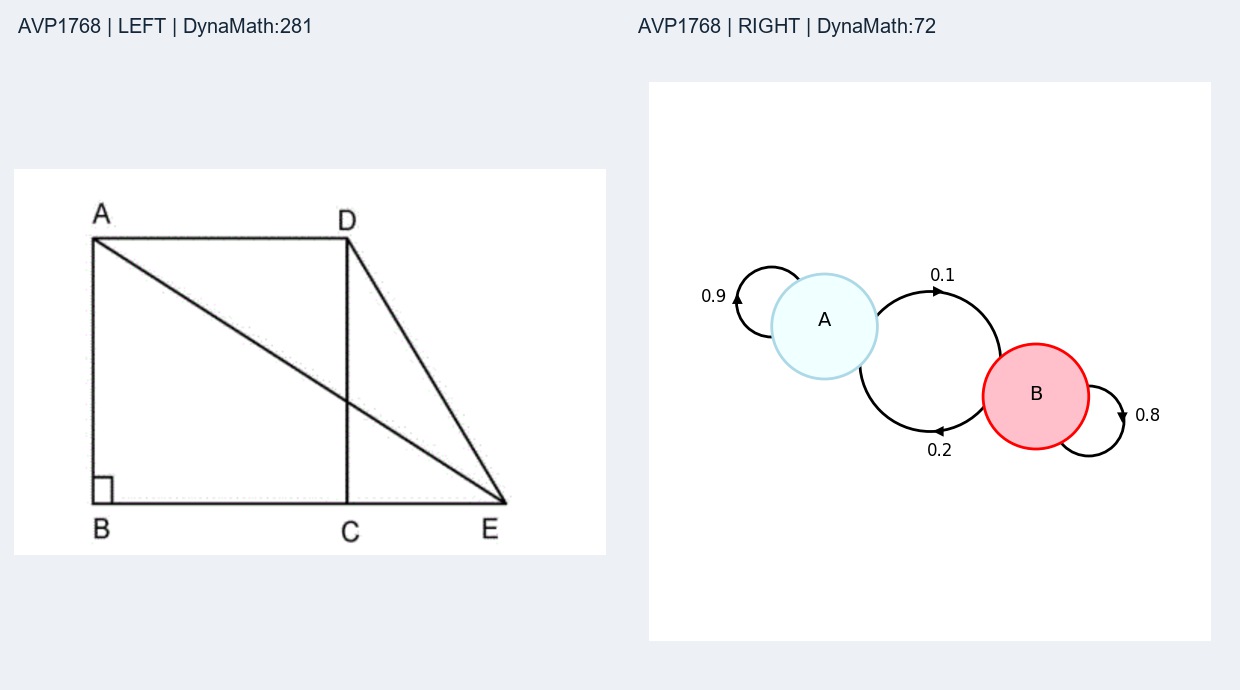 AVP1768 | LEFT | DynaMath:281
A
D
B
C
E
AVP1768 | RIGHT | DynaMath:72
0.1
0.9
A
B
0.8
0.2